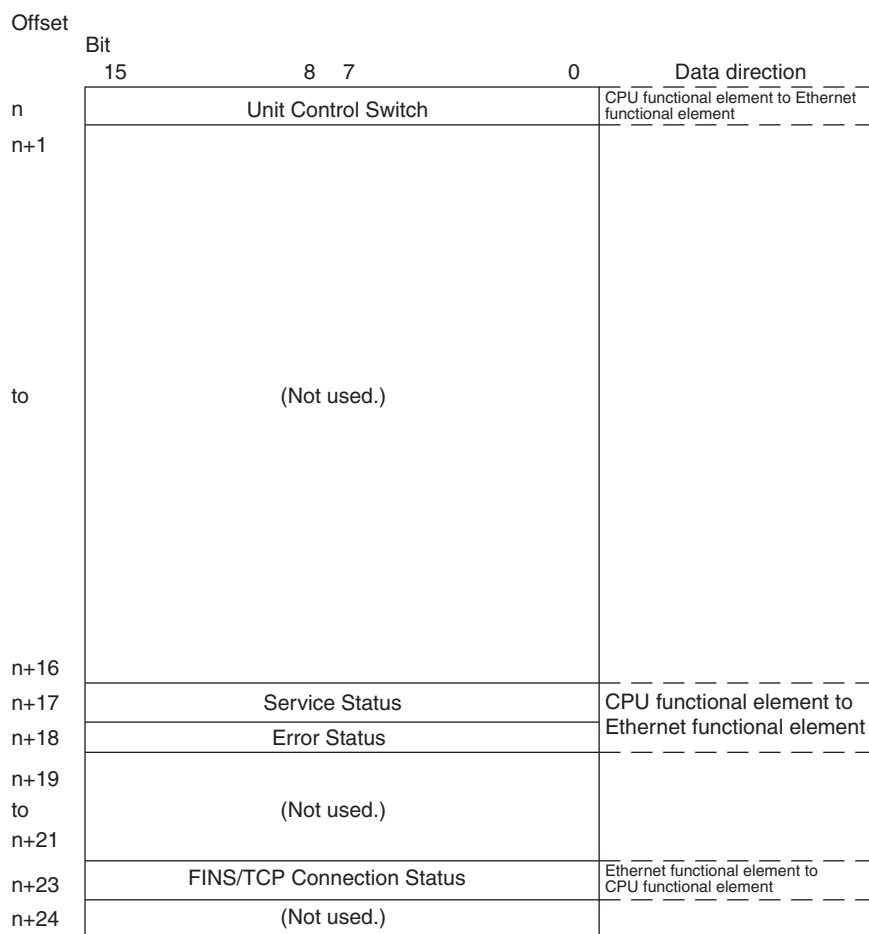 Offset
Bit
15 8 7 0 Data direction
n Unit Control Switch CPU functional element to Ethernet
functional element
n+1
to (Not used.)
n+16
n+17 Service Status CPU functional element to
Ethernet functional element
n+18 Error Status
n+19
to (Not used.)
n+21
n+23 FINS/TCP Connection Status Ethernet functional element to
CPU functional element
n+24 (Not used.)